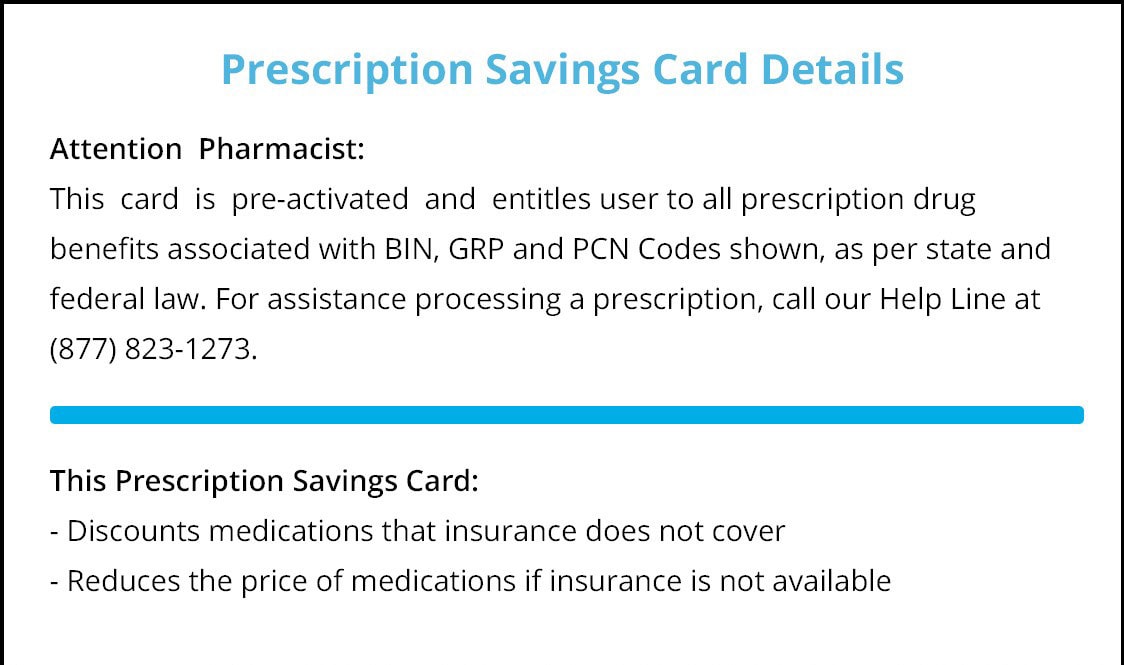 Prescription Savings Card Details
Attention Pharmacist:
This card is pre-activated and entitles user to all prescription drug
benefits associated with BIN, GRP and PCN Codes shown, as per state and
federal law. For assistance processing a prescription, call our Help Line at
(877) 823-1273.
This Prescription Savings Card:
- Discounts medications that insurance does not cover
- Reduces the price of medications if insurance is not available